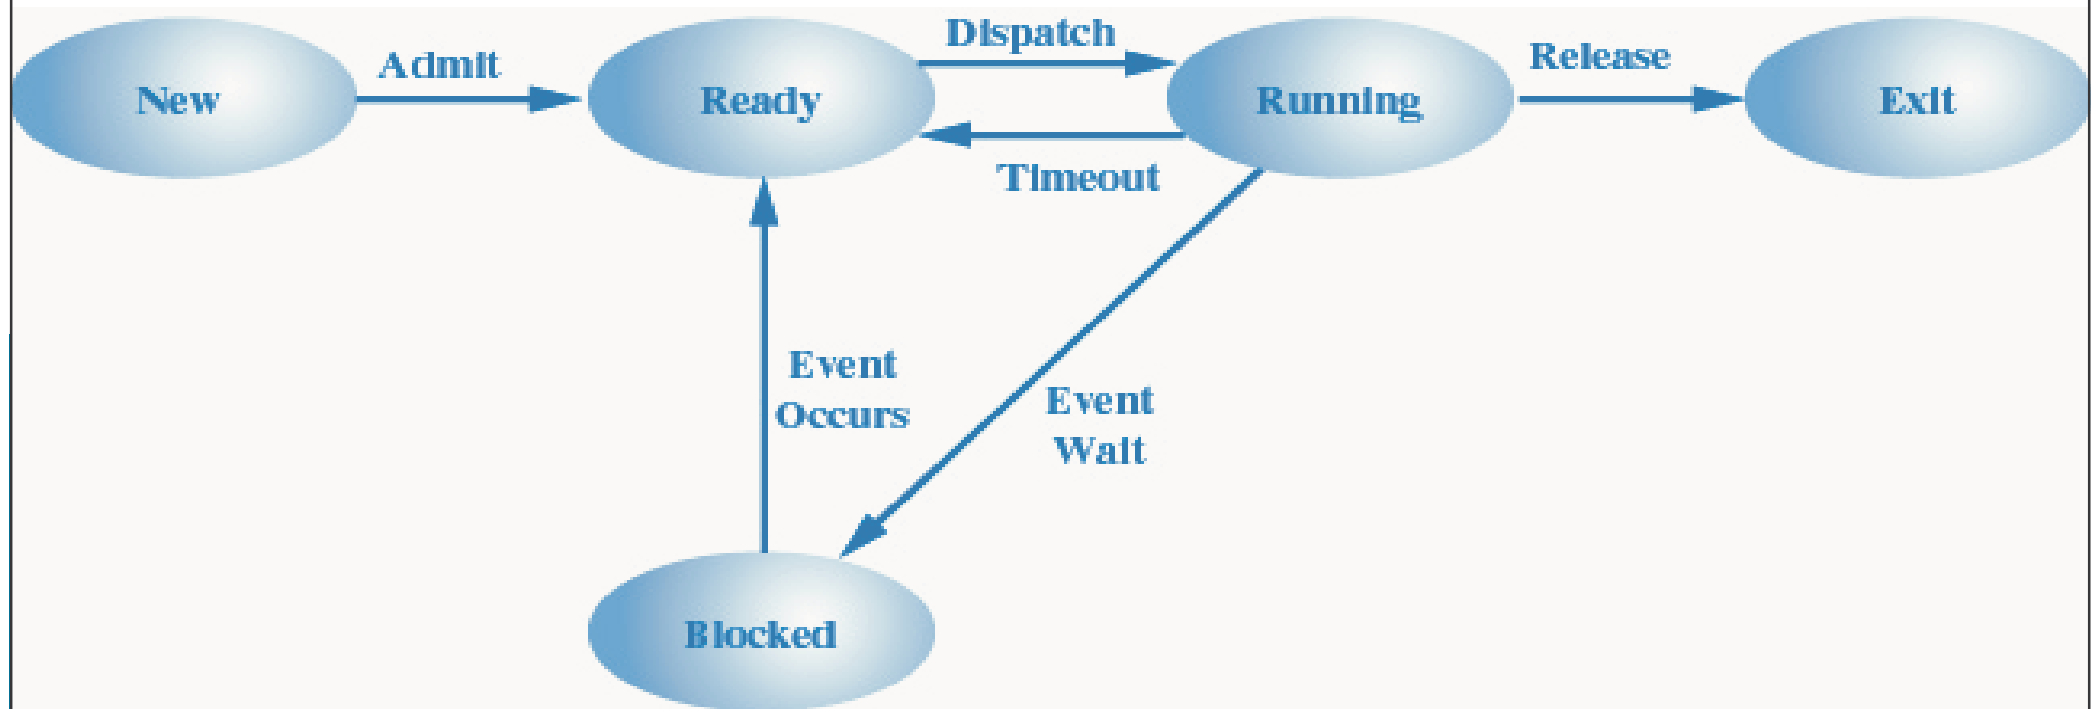 New
Admit
Ready
Dispatch
Timeout
Running
Release
Exit
Event
Occurs
Event
Wait
Blocked